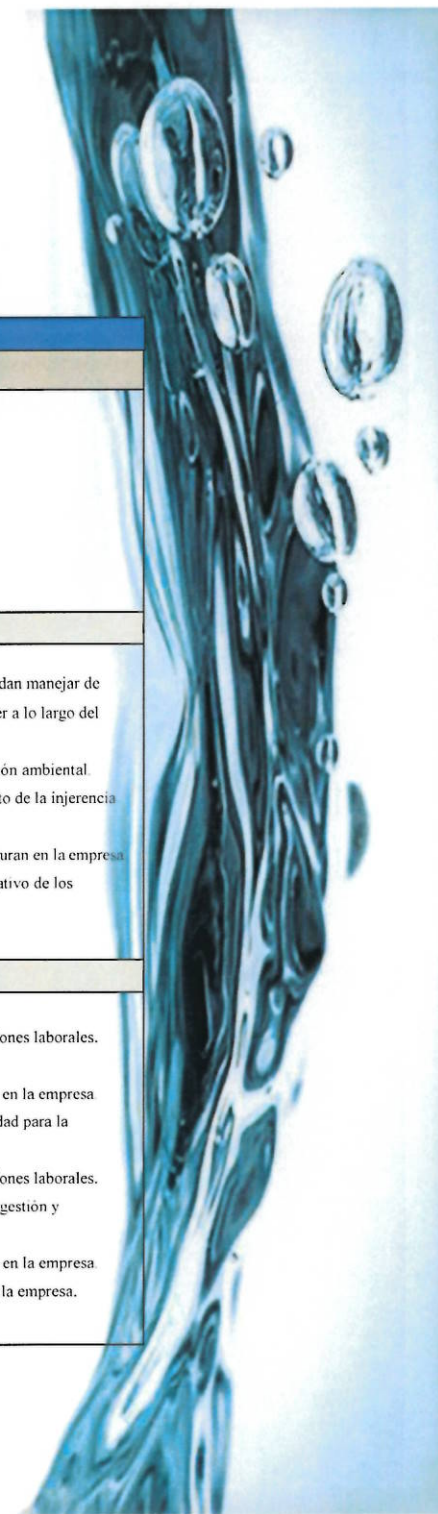 dan manejar de
er a lo largo del
ón ambiental.
to de la injerencia
uran en la empresa
ativo de los
ones laborales.
en la empresa.
dad para la
ones laborales.
gestión y
en la empresa.
la empresa.